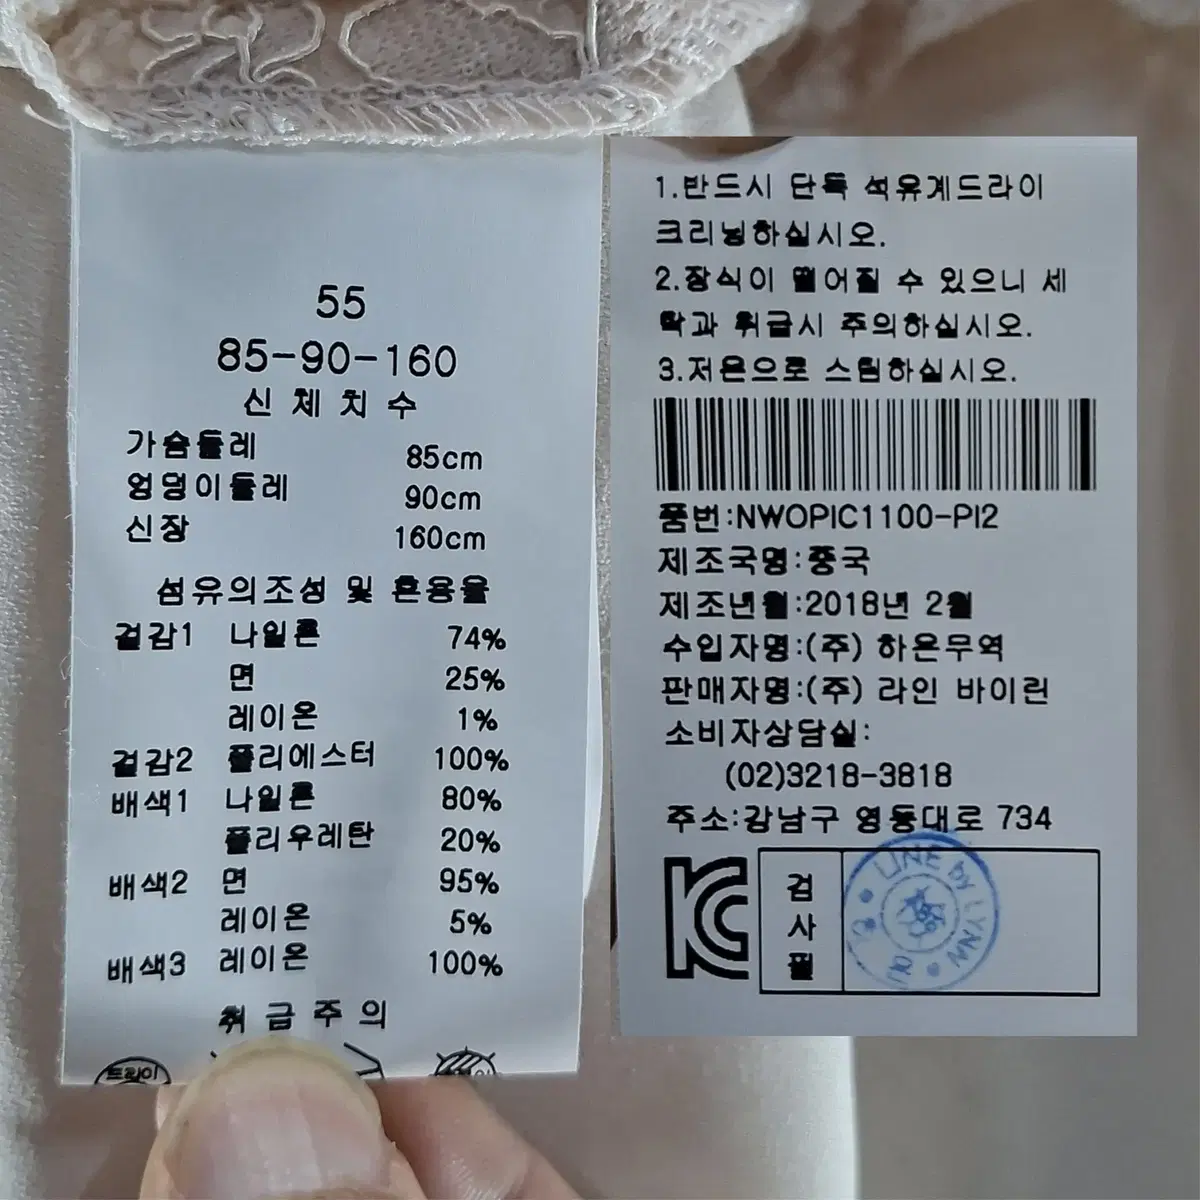 55
85-90-160
신체치수
가슴둘레 85cm
엉덩이둘레 90cm
신장 160cm
섬유의조성 및 혼용율
겉감1 나일론 74%
면 25%
레이온 1%
겉감2 폴리에스터 100%
배색1 나일론 80%
폴리우레탄 20%
배색2 면 95%
레이온 5%
배색3 레이온 100%
취급주의
드라이
1.반드시 단독 석유계드라이
크리닝하십시오.
2.장식이 떨어질 수 있으니 세
탁과 취급시 주의하십시오.
3.저온으로 스팀하십시오.
품번:NWOPIC1100-PI2
제조국명:중국
제조년월:2018년 2월
수입자명:(주) 하온무역
판매자명:(주) 라인 바이린
소비자상담실:
(02)3218-3818
주소:강남구 영동대로 734
KC
검사필
LINE by LYNN